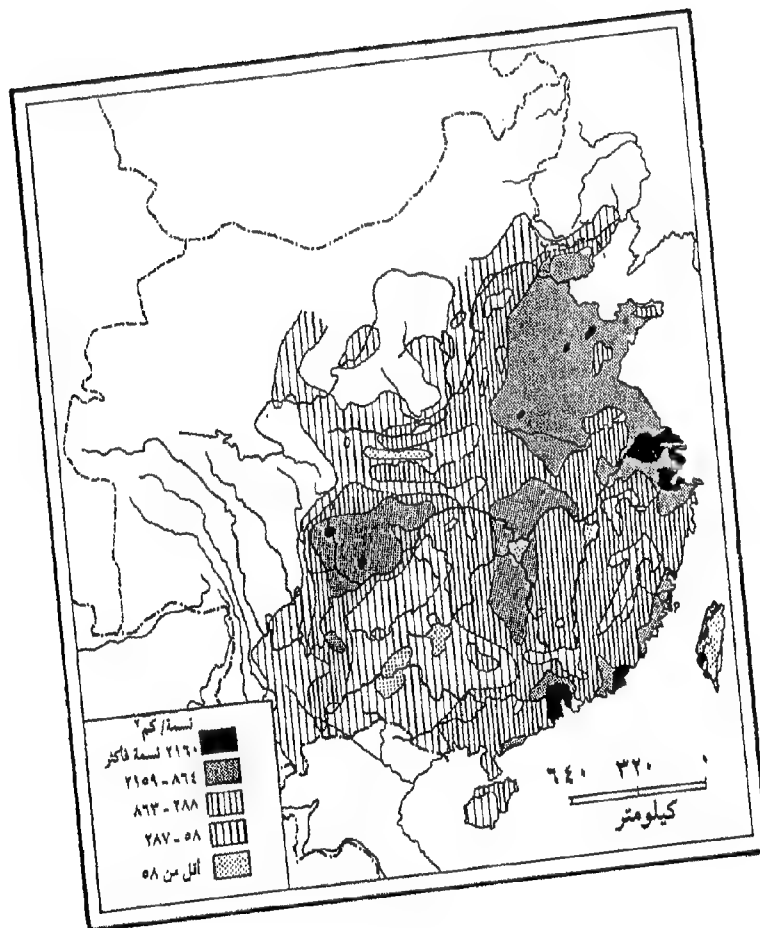 نسمة/كم٢
٢١٦٠ نسمة فأكثر
٨٦٤ - ٢١٥٩
٢٨٨ - ٨٦٣
٥٨ - ٢٨٧
أقل من ٥٨
٦٤٠ ٣٢٠ ٠
كيلومتر